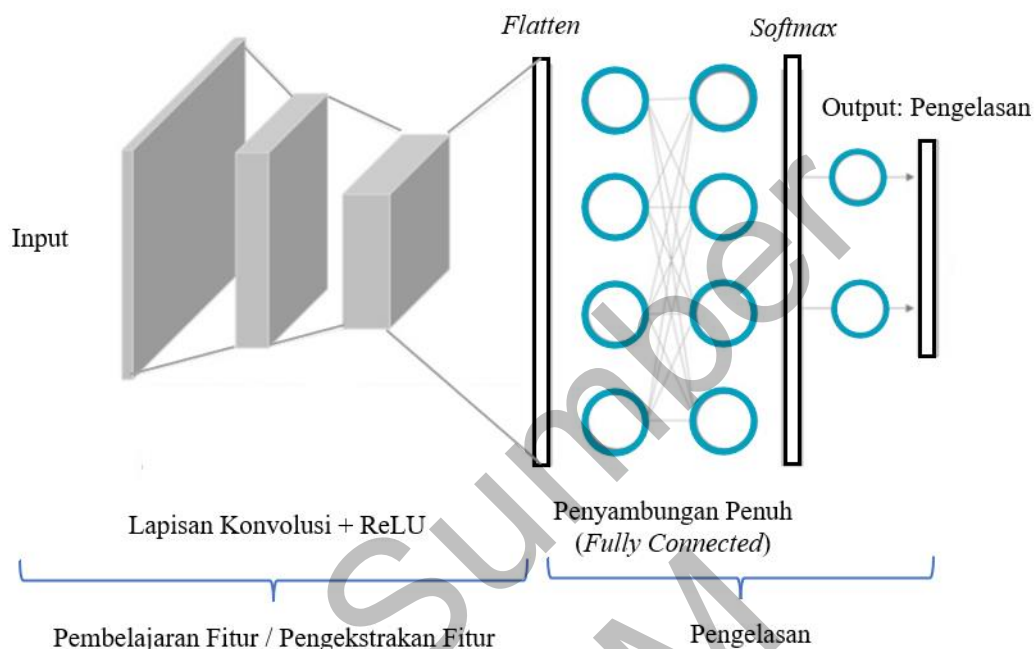 Flatten
Softmax
Output: Pengelasan
Input
Lapisan Konvolusi + ReLU
Penyambungan Penuh
(Fully Connected)
Pembelajaran Fitur / Pengekstrakan Fitur
Pengelasan
Sumber
M